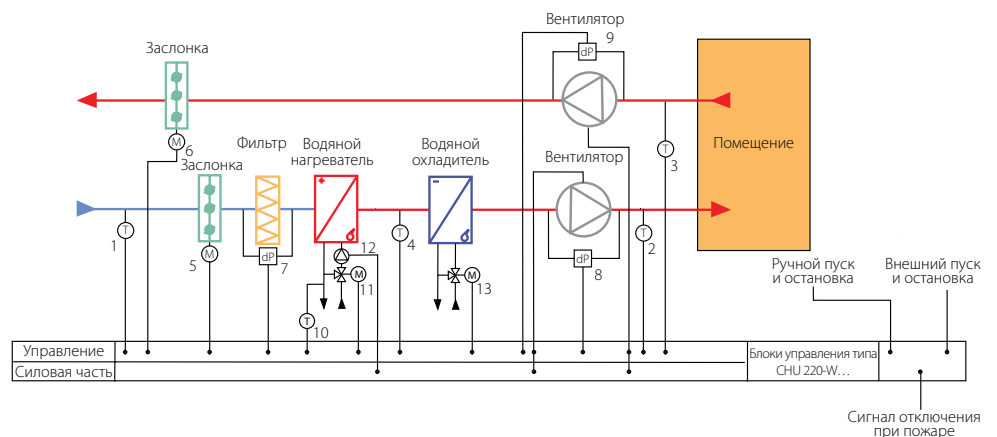 Вентилятор
9
dP
Заслонка
M
6
Фильтр
Водяной
нагреватель
Водяной
охладитель
Вентилятор
T
3
Помещение
Заслонка
T
1
M
5
dP
7
12
M
11
T
10
T
4
M
13
dP
8
T
2
Ручной пуск
и остановка
Внешний пуск
и остановка
Управление
Силовая часть
Блоки управления типа
CHU 220-W...
Сигнал отключения
при пожаре